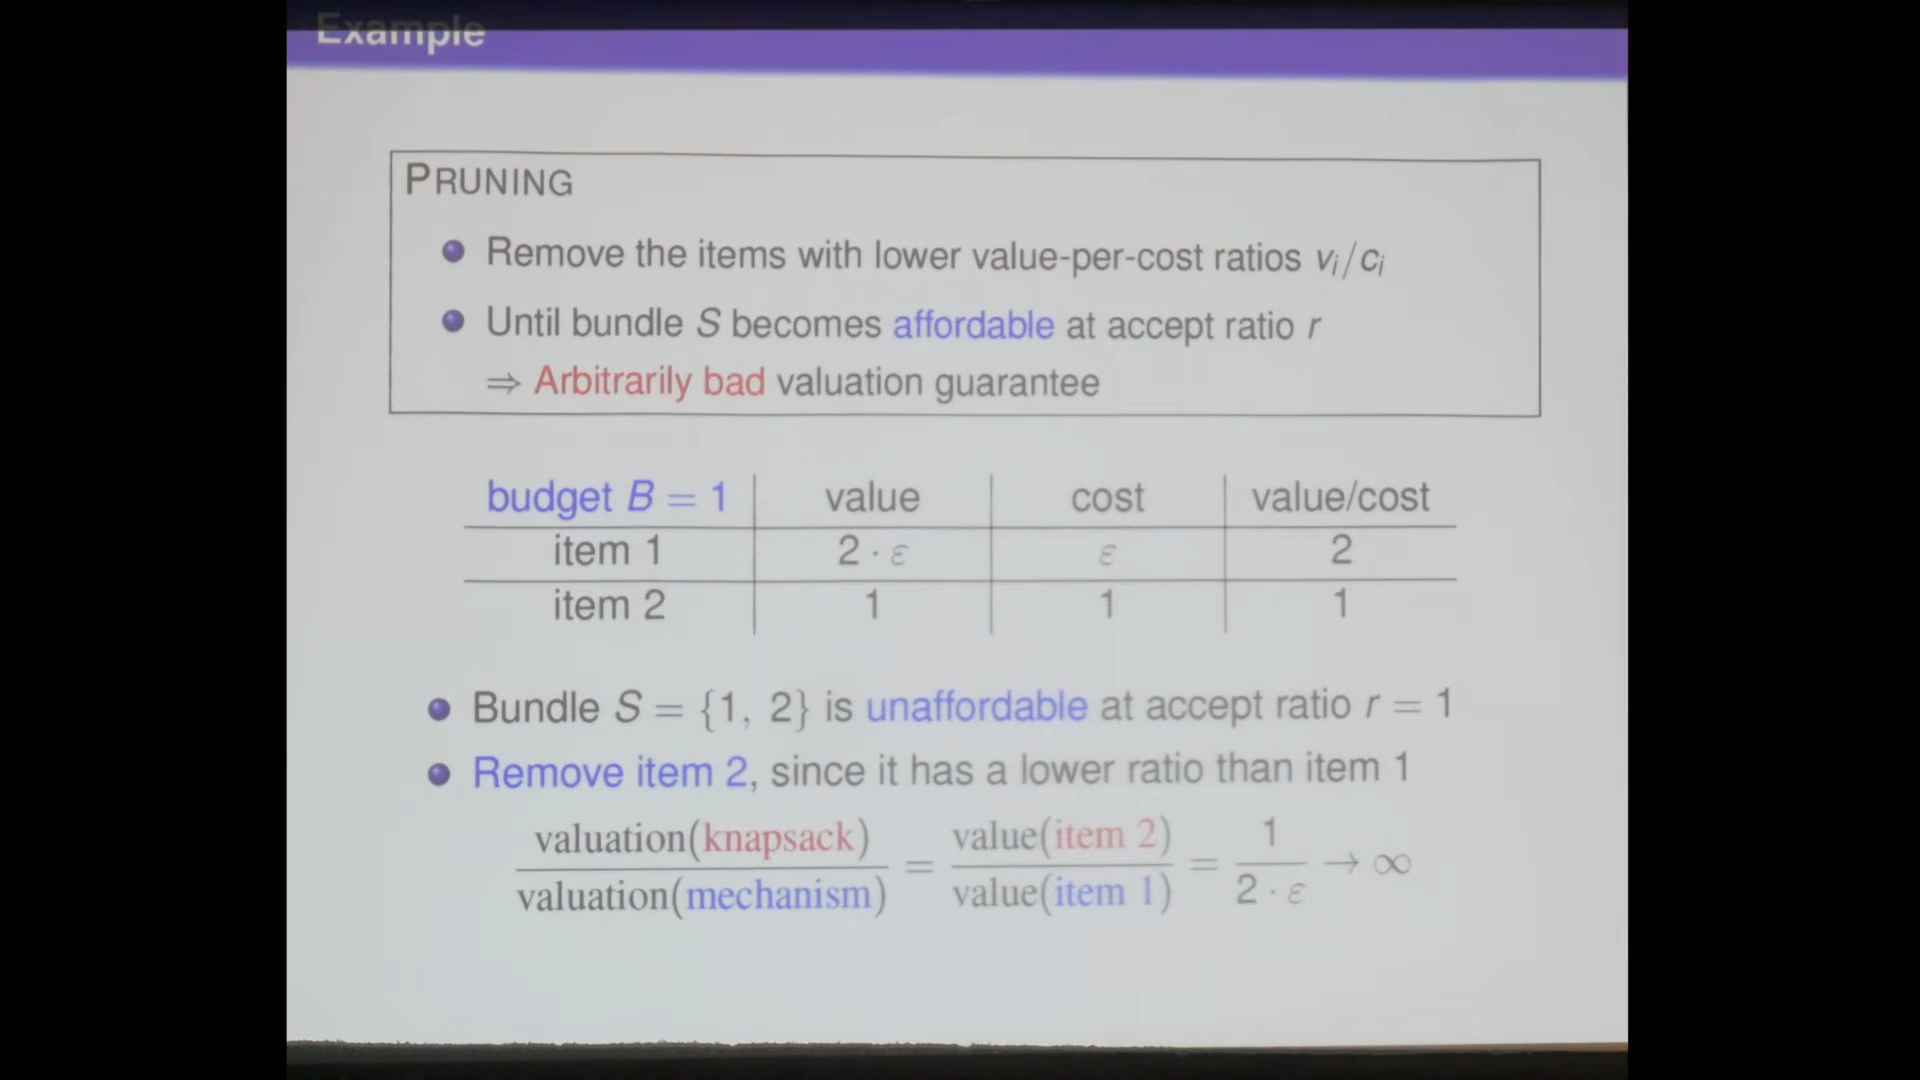 Example
PRUNING
Remove the items with lower value-per-cost ratios vᵢ/cᵢ
Until bundle S becomes affordable at accept ratio r
⇒ Arbitrarily bad valuation guarantee
budget B = 1 value cost value/cost
item 1 2 · ε ε 2
item 2 1 1 1
Bundle S = {1, 2} is unaffordable at accept ratio r = 1
Remove item 2, since it has a lower ratio than item 1
valuation(knapsack) / valuation(mechanism) = value(item 2) / value(item 1) = 1 / 2 · ε → ∞